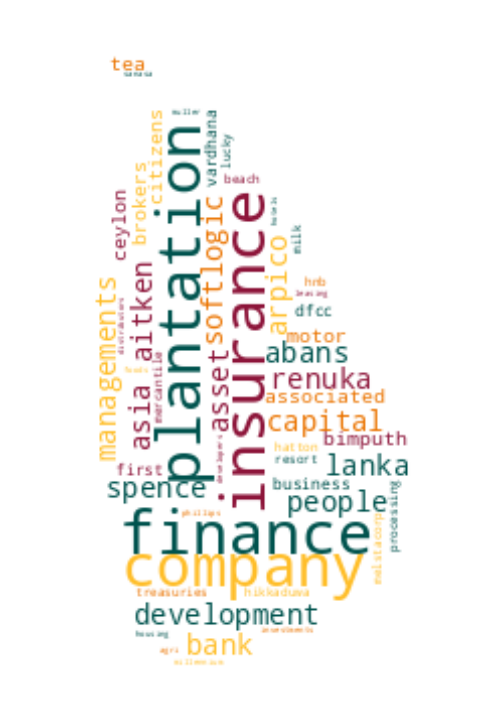 tea
sanasa
muller
citizens
vardhana
lucky
plantation
brokers
beach
ceylon
insurance
softlogic
hotels
milk
arpico
managements
aitken
hnb
leasing
distributors
dfcc
motor
abans
asset
mercantile
foods
renuka
associated
asia
capital
bimputh
developers
hatton
resort
lanka
first
spence
business
people
processing
phillips
finance
melstacorp
company
treasuries
hikkaduwa
development
investments
housing
bank
agri
millennium